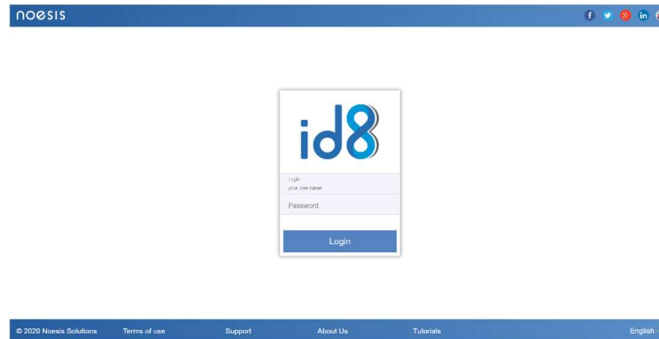 noesis
id8
Login
your user name
Password
Login
© 2020 Noesis Solutions Terms of use Support About Us Tutorials English